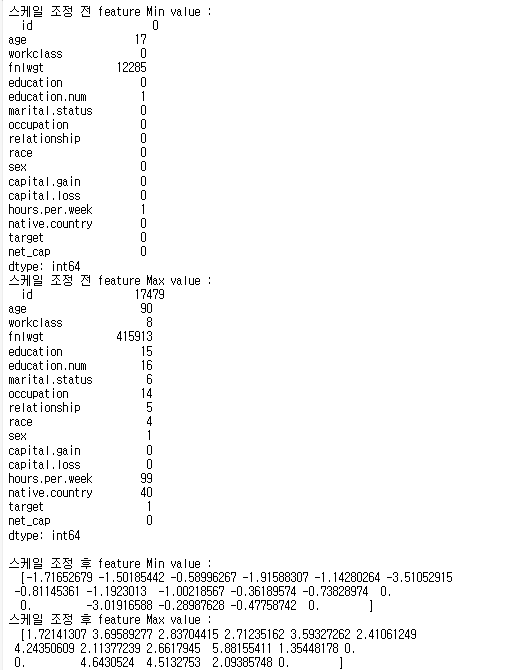 스케일 조정 전 feature Min value :
id 0
age 17
workclass 0
fnlwgt 12285
education 0
education.num 1
marital.status 0
occupation 0
relationship 0
race 0
sex 0
capital.gain 0
capital.loss 0
hours.per.week 1
native.country 0
target 0
net_cap 0
dtype: int64
스케일 조정 전 feature Max value :
id 17479
age 90
workclass 8
fnlwgt 415913
education 15
education.num 16
marital.status 6
occupation 14
relationship 5
race 4
sex 1
capital.gain 0
capital.loss 0
hours.per.week 99
native.country 40
target 1
net_cap 0
dtype: int64
스케일 조정 후 feature Min value :
[-1.71652679 -1.50185442 -0.58996267 -1.91588307 -1.14280264 -3.51052915
-0.81145361 -1.1923013 -1.00218567 -0.36189574 -0.73828974 0.
0. -3.01916588 -0.28987628 -0.47758742 0. ]
스케일 조정 후 feature Max value :
[1.72141307 3.69589277 2.83704415 2.71235162 3.59327262 2.41061249
4.24350609 2.11377239 2.6617945 5.88155411 1.35448178 0.
0. 4.6430524 4.5132753 2.09385748 0. ]